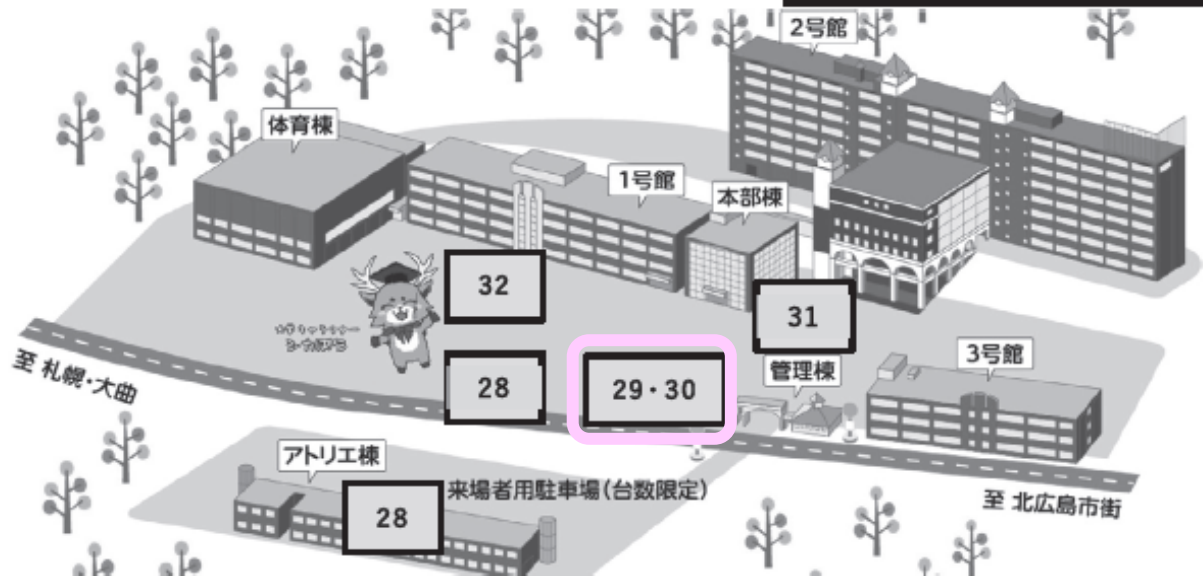 2号館
体育棟
1号館
本部棟
32
31
3号館
管理棟
28
29・30
至 札幌・大曲
アトリエ棟
来場者用駐車場(台数限定)
28
至 北広島市街